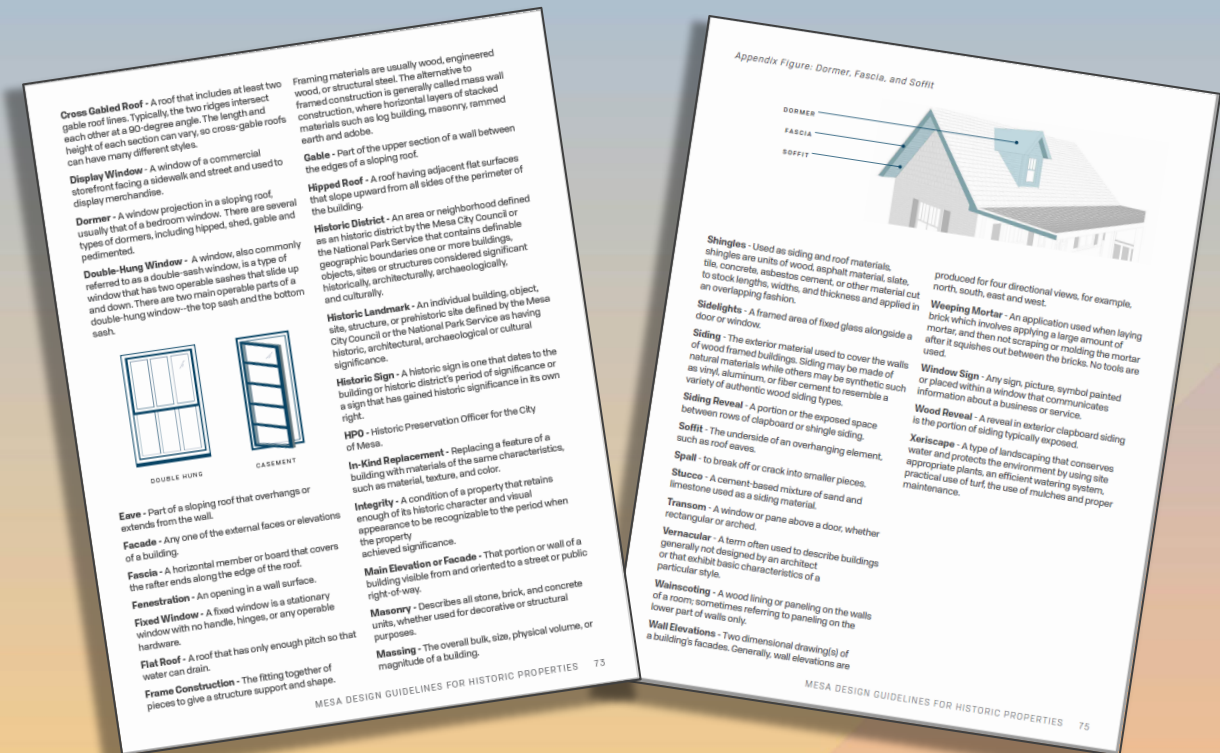 Cross Gabled Roof - A roof that includes at least two
gable roof lines. Typically, the two ridges intersect
each other at a 90-degree angle. The length and
height of each section can vary, so cross-gable roofs
can have many different styles.
Display Window - A window of a commercial
storefront facing a sidewalk and street and used to
display merchandise.
Dormer - A window projection in a sloping roof,
usually that of a bedroom window. There are several
types of dormers, including hipped, shed, gable and
pedimented.
Double-Hung Window - A window, also commonly
referred to as a double-sash window, is a type of
window that has two operable sashes that slide up
and down. There are two main operable parts of a
double-hung window--the top sash and the bottom
sash.
DOUBLE HUNG
CASEMENT
Eave - Part of a sloping roof that overhangs or
extends from the wall.
Facade - Any one of the external faces or elevations
of a building.
Fascia - A horizontal member or board that covers
the rafter ends along the edge of the roof.
Fenestration - An opening in a wall surface.
Fixed Window - A fixed window is a stationary
window with no handle, hinges, or any operable
hardware.
Flat Roof - A roof that has only enough pitch so that
water can drain.
Frame Construction - The fitting together of
pieces to give a structure support and shape.
Framing materials are usually wood, engineered
wood, or structural steel. The alternative to
framed construction is generally called mass wall
construction, where horizontal layers of stacked
materials such as log building, masonry, rammed
earth and adobe.
Gable - Part of the upper section of a wall between
the edges of a sloping roof.
Hipped Roof - A roof having adjacent flat surfaces
that slope upward from all sides of the perimeter of
the building.
Historic District - An area or neighborhood defined
as an historic district by the Mesa City Council or
the National Park Service that contains definable
geographic boundaries one or more buildings,
objects, sites or structures considered significant
historically, architecturally, archaeologically,
and culturally.
Historic Landmark - An individual building, object,
site, structure, or prehistoric site defined by the Mesa
City Council or the National Park Service as having
historic, architectural, archaeological or cultural
significance.
Historic Sign - A historic sign is one that dates to the
building or historic district's period of significance or
a sign that has gained historic significance in its own
right.
HPO - Historic Preservation Officer for the City
of Mesa.
In-Kind Replacement - Replacing a feature of a
building with materials of the same characteristics,
such as material, texture, and color.
Integrity - A condition of a property that retains
enough of its historic character and visual
appearance to be recognizable to the period when
the property
achieved significance.
Main Elevation or Facade - That portion or wall of a
building visible from and oriented to a street or public
right-of-way.
Masonry - Describes all stone, brick, and concrete
units, whether used for decorative or structural
purposes.
Massing - The overall bulk, size, physical volume, or
magnitude of a building.
MESA DESIGN GUIDELINES FOR HISTORIC PROPERTIES 73
Appendix Figure: Dormer, Fascia, and Soffit
DORMER
FASCIA
SOFFIT
Shingles - Used as siding and roof materials,
shingles are units of wood, asphalt material, slate,
tile, concrete, asbestos cement, or other material cut
to stock lengths, widths, and thickness and applied in
an overlapping fashion.
Sidelights - A framed area of fixed glass alongside a
door or window.
Siding - The exterior material used to cover the walls
of wood framed buildings. Siding may be made of
natural materials while others may be synthetic such
as vinyl, aluminum, or fiber cement to resemble a
variety of authentic wood siding types.
Siding Reveal - A portion or the exposed space
between rows of clapboard or shingle siding.
Soffit - The underside of an overhanging element,
such as roof eaves.
Spall - to break off or crack into smaller pieces.
Stucco - A cement-based mixture of sand and
limestone used as a siding material.
Transom - A window or pane above a door, whether
rectangular or arched.
Vernacular - A term often used to describe buildings
generally not designed by an architect
or that exhibit basic characteristics of a
particular style.
Wainscoting - A wood lining or paneling on the walls
of a room; sometimes referring to paneling on the
lower part of walls only.
Wall Elevations - Two dimensional drawing(s) of
a building's facades. Generally, wall elevations are
produced for four directional views, for example,
north, south, east and west.
Weeping Mortar - An application used when laying
brick which involves applying a large amount of
mortar, and then not scraping or molding the mortar
after it squishes out between the bricks. No tools are
used.
Window Sign - Any sign, picture, symbol painted
or placed within a window that communicates
information about a business or service.
Wood Reveal - A reveal in exterior clapboard siding
is the portion of siding typically exposed.
Xeriscape - A type of landscaping that conserves
water and protects the environment by using site
appropriate plants, an efficient watering system,
practical use of turf, the use of mulches and proper
maintenance.
MESA DESIGN GUIDELINES FOR HISTORIC PROPERTIES 75